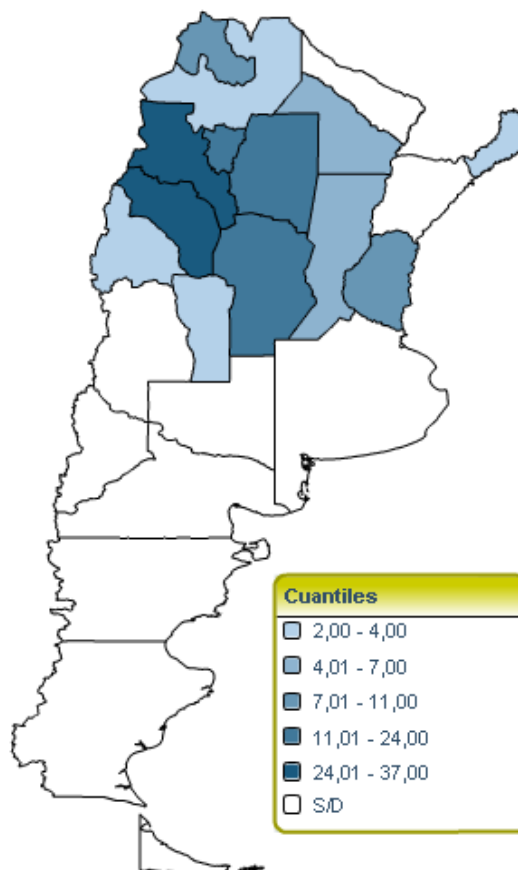 Cuantiles
2,00 - 4,00
4,01 - 7,00
7,01 - 11,00
11,01 - 24,00
24,01 - 37,00
S/D